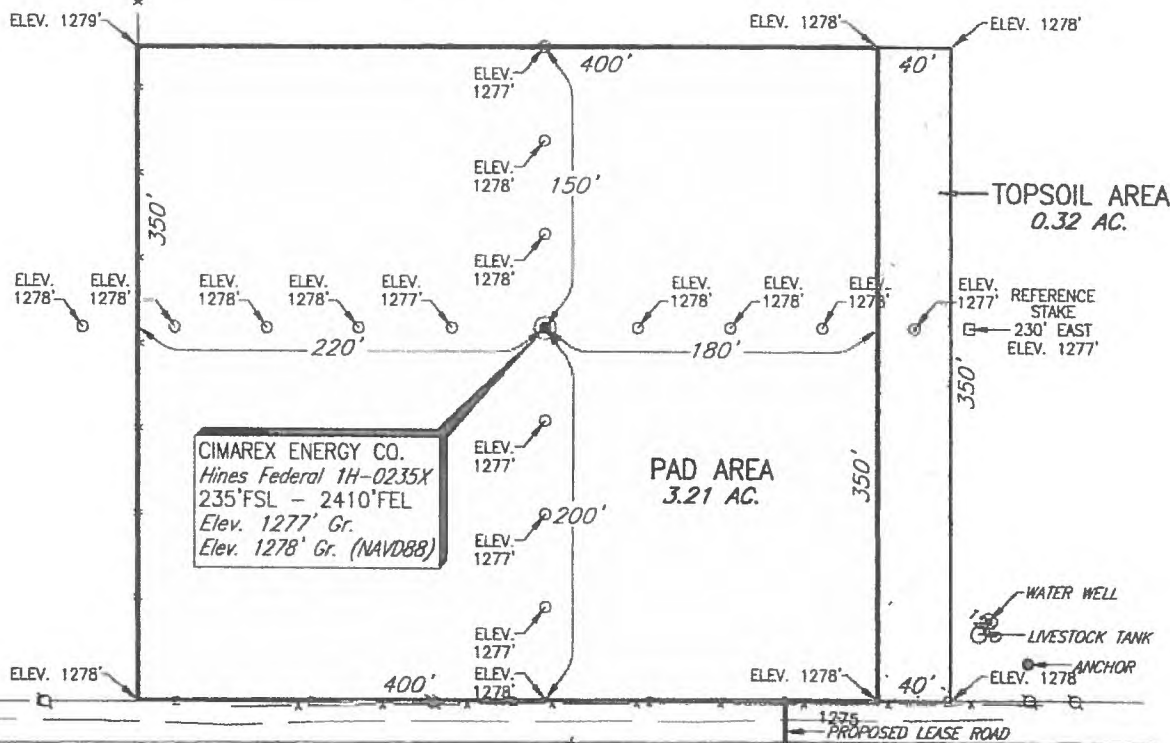 ELEV. 1279'
ELEV. 1278'
ELEV. 1278'
400'
40'
ELEV.
1277'
ELEV.
1278'
150'
TOPSOIL AREA
0.32 AC.
350'
ELEV.
1278'
ELEV.
1278'
ELEV.
1278'
ELEV.
1278'
ELEV.
1278'
ELEV.
1277'
ELEV.
1278'
ELEV.
1278'
ELEV.
1278'
ELEV.
1277'
REFERENCE
STAKE
230' EAST
ELEV. 1277'
220'
180'
350'
CIMAREX ENERGY CO.
Hines Federal 1H-0235X
235'FSL - 2410'FEL
Elev. 1277' Gr.
Elev. 1278' Gr. (NAVD88)
ELEV.
1277'
PAD AREA
3.21 AC.
350'
200'
ELEV.
1277'
ELEV.
1277'
WATER WELL
LIVESTOCK TANK
ANCHOR
ELEV. 1278'
ELEV.
1278'
ELEV. 1278'
ELEV. 1278'
400'
40'
1275
PROPOSED LEASE ROAD